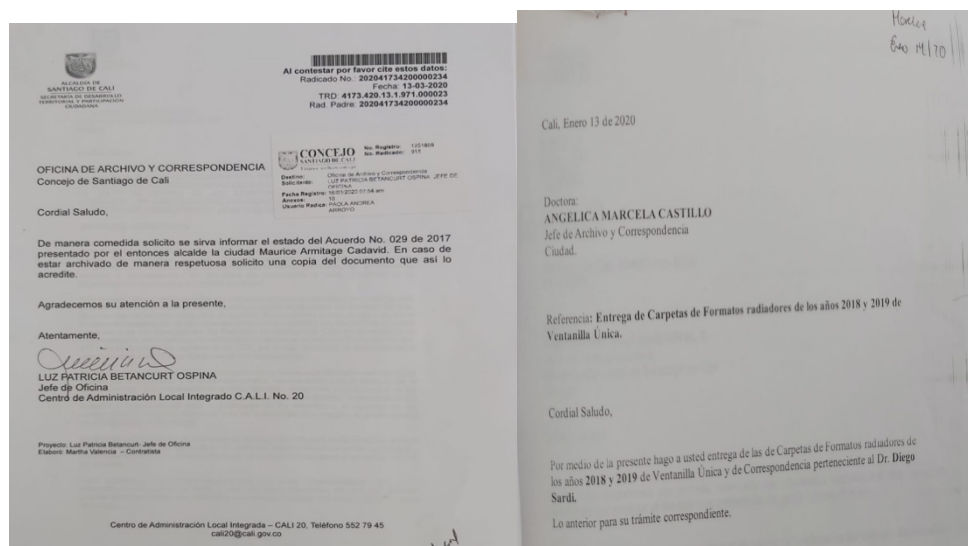 ALCALDÍA DE
SANTIAGO DE CALI
SECRETARÍA DE DESARROLLO
TERRITORIAL Y PARTICIPACIÓN
CIUDADANA
Al contestar por favor cite estos datos:
Radicado No.: 202041734200000234
Fecha: 13-03-2020
TRD: 4173.420.13.1.971.000023
Rad. Padre: 202041734200000234
CONCEJO
SANTIAGO DE CALI
No. Registro:
No. Radicado:
Destino: Oficina de Archivo y Correspondencia
Solicitante: LUZ PATRICIA BETANCURT OSPINA JEFE DE
OFICINA
Fecha Registro:
Anexos: 10
Usuario Radica: PAOLA ANDREA
ARROYO
OFICINA DE ARCHIVO Y CORRESPONDENCIA
Concejo de Santiago de Cali
Cordial Saludo,
De manera comedida solicito se sirva informar el estado del Acuerdo No. 029 de 2017
presentado por el entonces alcalde la ciudad Maurice Armitage Cadavid. En caso de
estar archivado de manera respetuosa solicito una copia del documento que así lo
acredite.
Agradecemos su atención a la presente,
Atentamente,
LUZ PATRICIA BETANCURT OSPINA
Jefe de Oficina
Centro de Administración Local Integrado C.A.L.I. No. 20
Proyecto: Luz Patricia Betancurt- Jefe de Oficina
Elaboró: Martha Valencia – Contratista
Centro de Administración Local Integrada – CALI 20, Teléfono 552 79 45
cali20@cali.gov.co
Enero 14/20
Cali, Enero 13 de 2020
Doctora:
ANGELICA MARCELA CASTILLO
Jefe de Archivo y Correspondencia
Ciudad.
Referencia: Entrega de Carpetas de Formatos radiadores de los años 2018 y 2019 de
Ventanilla Única.
Cordial Saludo,
Por medio de la presente hago a usted entrega de las de Carpetas de Formatos radiadores de
los años 2018 y 2019 de Ventanilla Única y de Correspondencia perteneciente al Dr. Diego
Sardi.
Lo anterior para su trámite correspondiente.